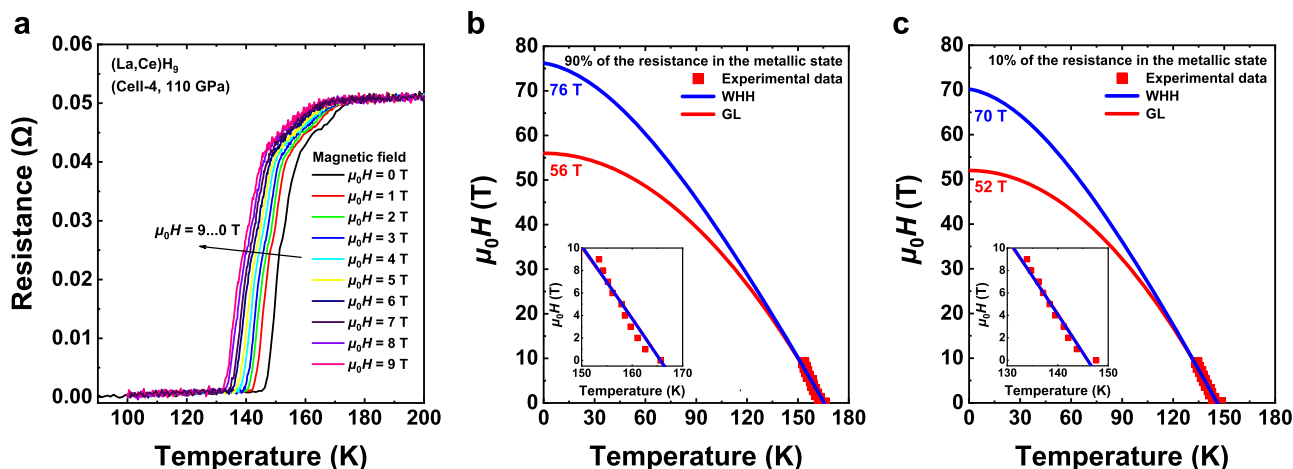 a
(La,Ce)H9
(Cell-4, 110 GPa)
Magnetic field
μ0H = 0 T
μ0H = 1 T
μ0H = 2 T
μ0H = 3 T
μ0H = 4 T
μ0H = 5 T
μ0H = 6 T
μ0H = 7 T
μ0H = 8 T
μ0H = 9 T
μ0H = 9...0 T
Resistance (Ω)
0.06
0.05
0.04
0.03
0.02
0.01
0.00
100 120 140 160 180 200
Temperature (K)
b
90% of the resistance in the metallic state
Experimental data
WHH
GL
76 T
56 T
μ0H (T)
80
70
60
50
40
30
20
10
0
0 30 60 90 120 150 180
Temperature (K)
μ0H (T)
10
8
6
4
2
0
150 160 170
Temperature (K)
c
10% of the resistance in the metallic state
Experimental data
WHH
GL
70 T
52 T
μ0H (T)
80
70
60
50
40
30
20
10
0
0 30 60 90 120 150 180
Temperature (K)
μ0H (T)
10
8
6
4
2
0
130 140 150
Temperature (K)